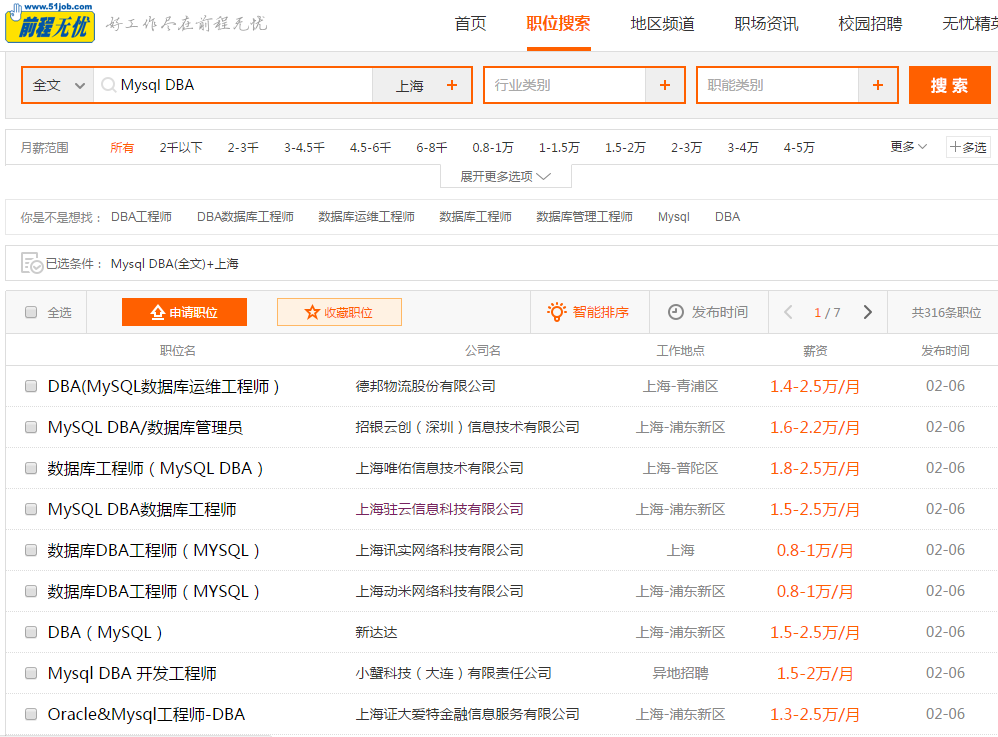 www.51job.com
前程无忧
好工作尽在前程无忧
首页 职位搜索 地区频道 职场资讯 校园招聘 无忧精英
全文 Mysql DBA 上海 + 行业类别 + 职能类别 + 搜 索
月薪范围 所有 2千以下 2-3千 3-4.5千 4.5-6千 6-8千 0.8-1万 1-1.5万 1.5-2万 2-3万 3-4万 4-5万 更多 十多选
展开更多选项
你是不是想找： DBA工程师 DBA数据库工程师 数据库运维工程师 数据库工程师 数据库管理工程师 Mysql DBA
已选条件： Mysql DBA(全文)+上海
全选 申请职位 收藏职位 智能排序 发布时间 1 / 7 共316条职位
职位名 公司名 工作地点 薪资 发布时间
DBA(MySQL数据库运维工程师） 德邦物流股份有限公司 上海-青浦区 1.4-2.5万/月 02-06
MySQL DBA/数据库管理员 招银云创（深圳）信息技术有限公司 上海-浦东新区 1.6-2.2万/月 02-06
数据库工程师（MySQL DBA） 上海唯佑信息技术有限公司 上海-普陀区 1.8-2.5万/月 02-06
MySQL DBA数据库工程师 上海驻云信息科技有限公司 上海-浦东新区 1.5-2.5万/月 02-06
数据库DBA工程师（MYSQL） 上海讯实网络科技有限公司 上海 0.8-1万/月 02-06
数据库DBA工程师（MYSQL） 上海动米网络科技有限公司 上海-浦东新区 0.8-1万/月 02-06
DBA（MySQL） 新达达 上海-浦东新区 1.5-2.5万/月 02-06
Mysql DBA 开发工程师 小蟹科技（大连）有限责任公司 异地招聘 1.5-2万/月 02-06
Oracle&Mysql工程师-DBA 上海证大爱特金融信息服务有限公司 上海-浦东新区 1.3-2.5万/月 02-06